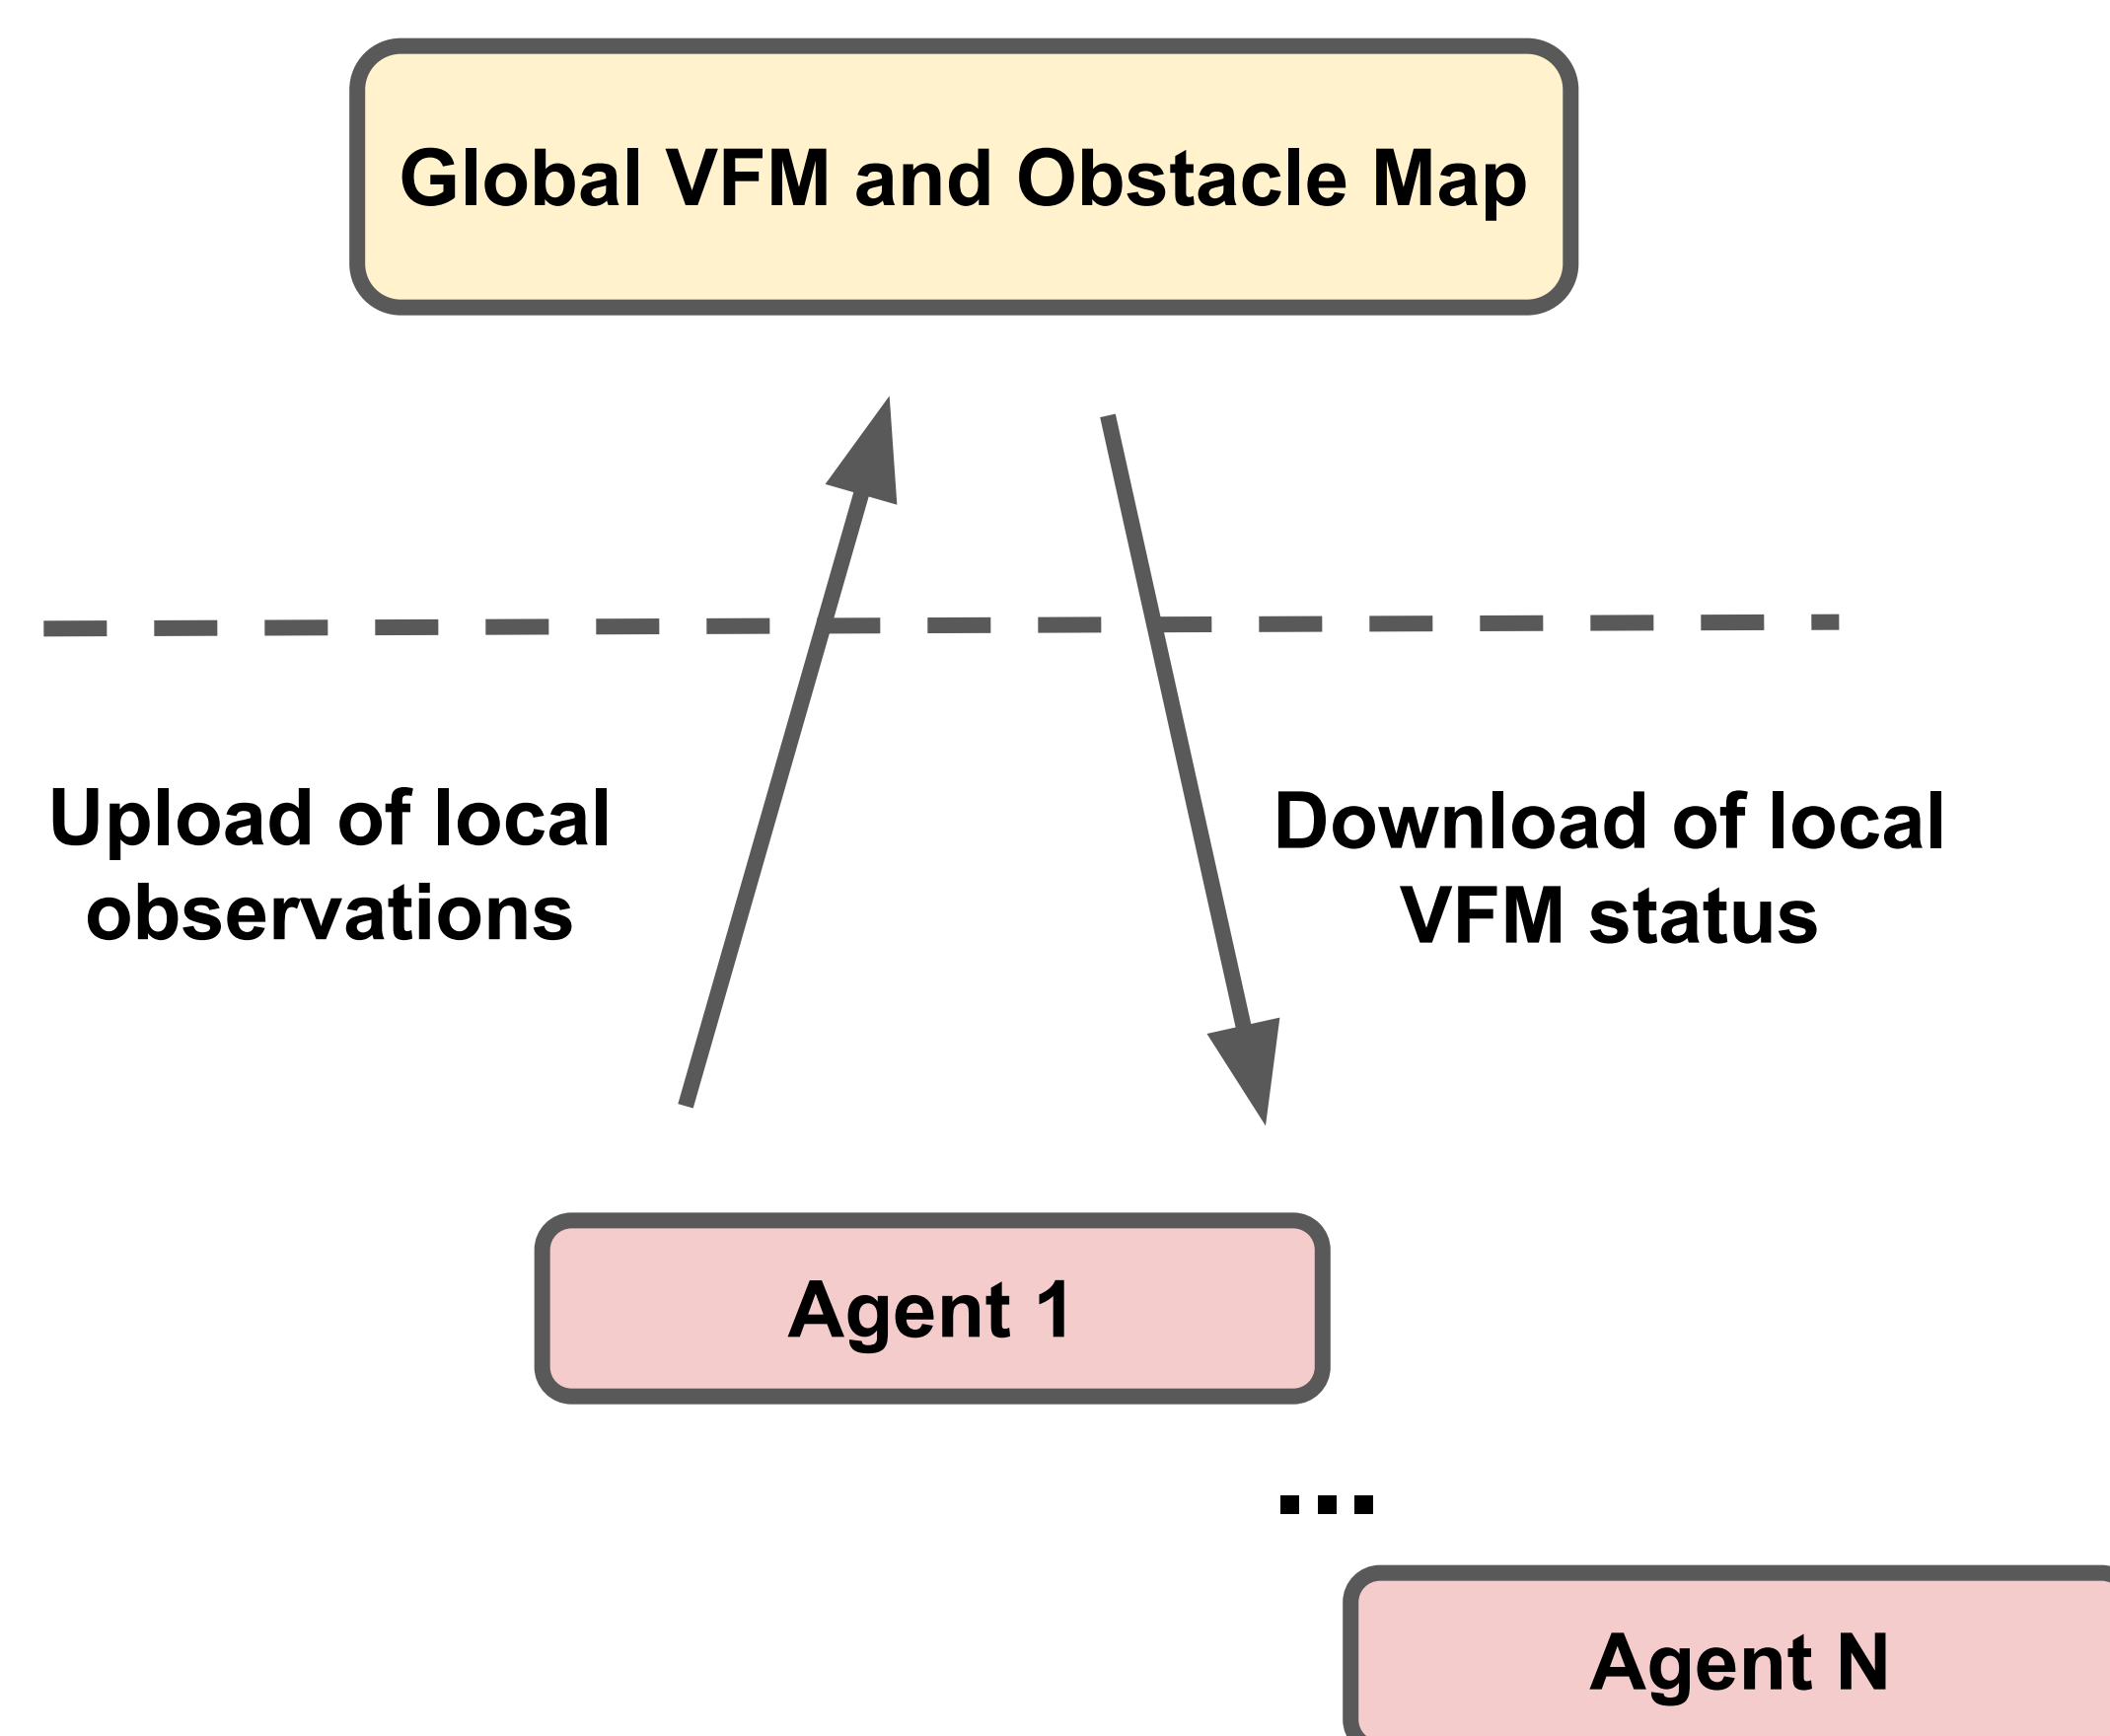 Global VFM and Obstacle Map
Upload of local
observations
Download of local
VFM status
Agent 1
...
Agent N